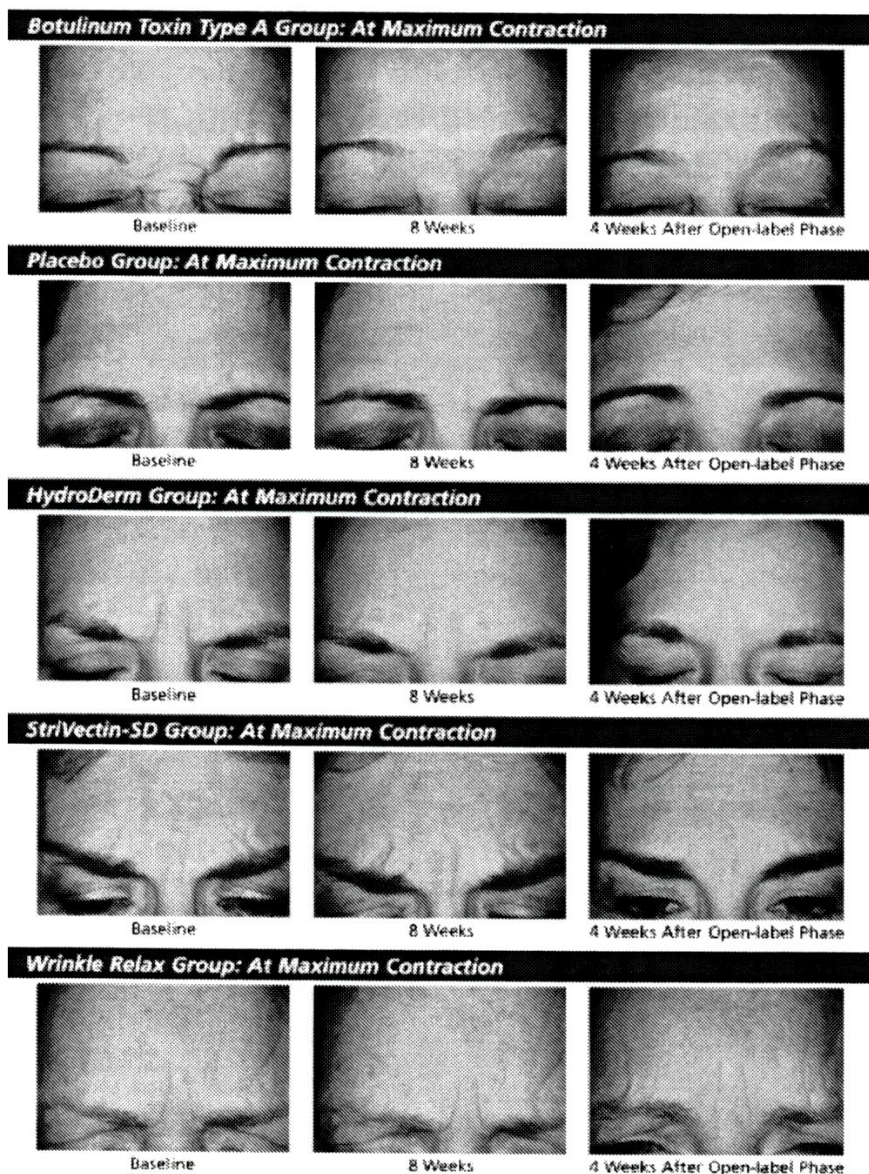 Botulinum Toxin Type A Group: At Maximum Contraction
Baseline 8 Weeks 4 Weeks After Open-label Phase
Placebo Group: At Maximum Contraction
Baseline 8 Weeks 4 Weeks After Open-label Phase
HydroDerm Group: At Maximum Contraction
Baseline 8 Weeks 4 Weeks After Open-label Phase
StriVectin-SD Group: At Maximum Contraction
Baseline 8 Weeks 4 Weeks After Open-label Phase
Wrinkle Relax Group: At Maximum Contraction
Baseline 8 Weeks 4 Weeks After Open-label Phase